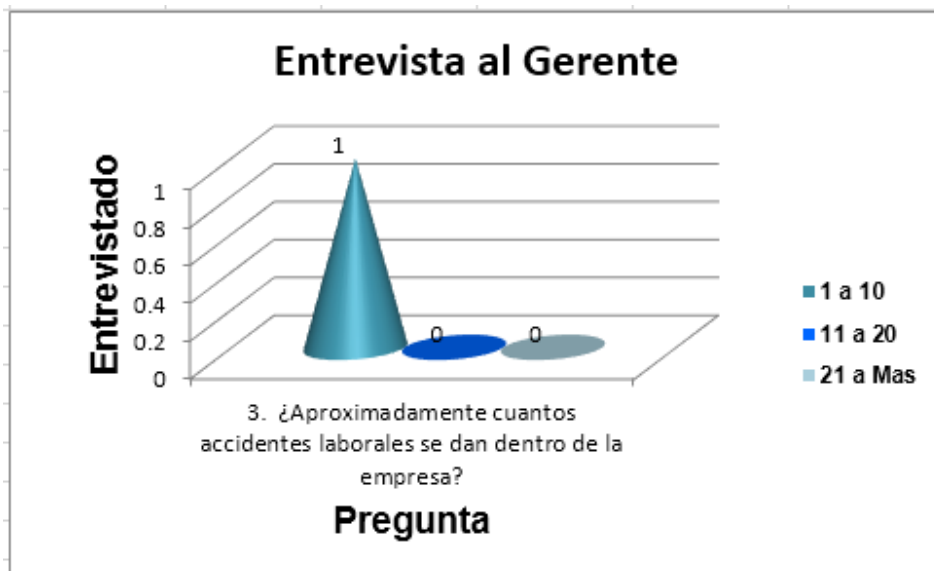 Entrevista al Gerente
Entrevistado
1
0.8
0.6
0.4
0.2
0
1
0
0
3. ¿Aproximadamente cuantos
accidentes laborales se dan dentro de la
empresa?
Pregunta
1 a 10
11 a 20
21 a Mas